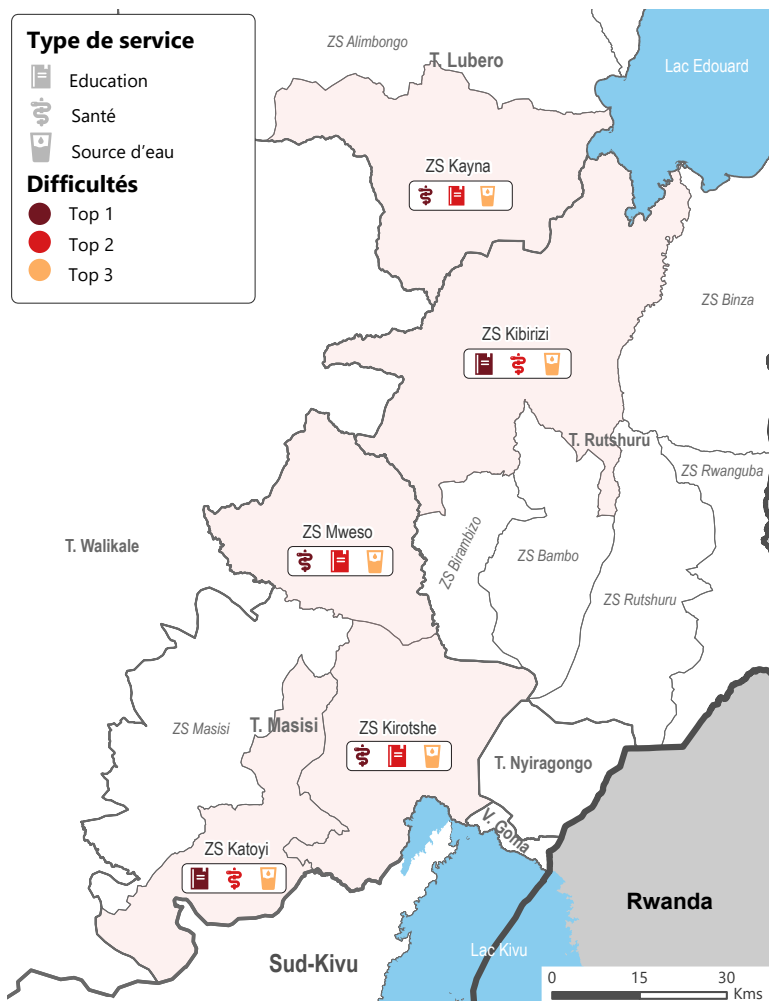 Type de service
Education
Santé
Source d'eau
Difficultés
Top 1
Top 2
Top 3
ZS Alimbongo
T. Lubero
Lac Edouard
ZS Kayna
ZS Binza
ZS Kibirizi
T. Rutshuru
ZS Rwanguba
ZS Mweso
T. Walikale
ZS Birambizo
ZS Bambo
ZS Rutshuru
ZS Masisi
T. Masisi
ZS Kirotshe
T. Nyiragongo
V. Goma
ZS Katoyi
Rwanda
Sud-Kivu
Lac Kivu
0 15 30
Kms